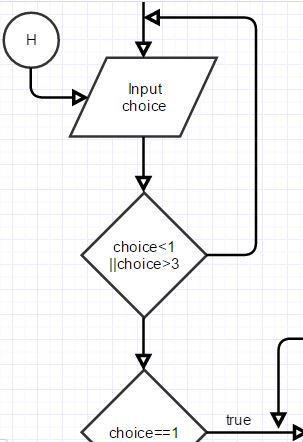 H
Input
choice
choice<1
||choice>3
choice==1
true